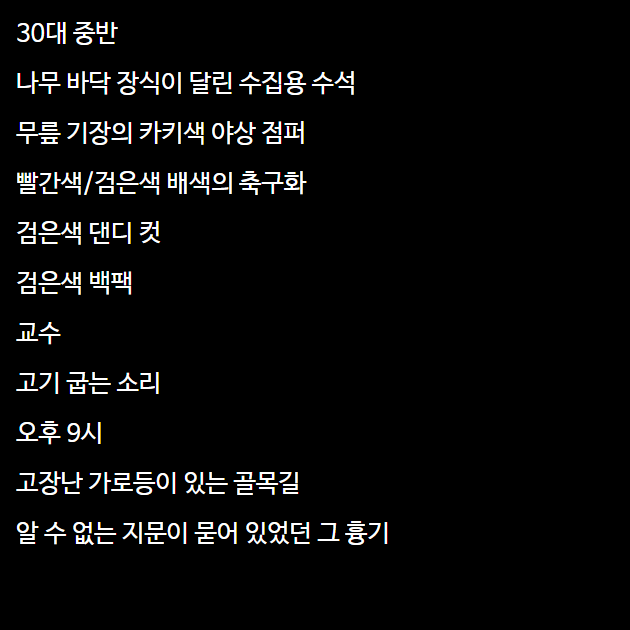 30대 중반
나무 바닥 장식이 달린 수집용 수석
무릎 기장의 카키색 야상 점퍼
빨간색/검은색 배색의 축구화
검은색 댄디 컷
검은색 백팩
교수
고기 굽는 소리
오후 9시
고장난 가로등이 있는 골목길
알 수 없는 지문이 묻어 있었던 그 흉기